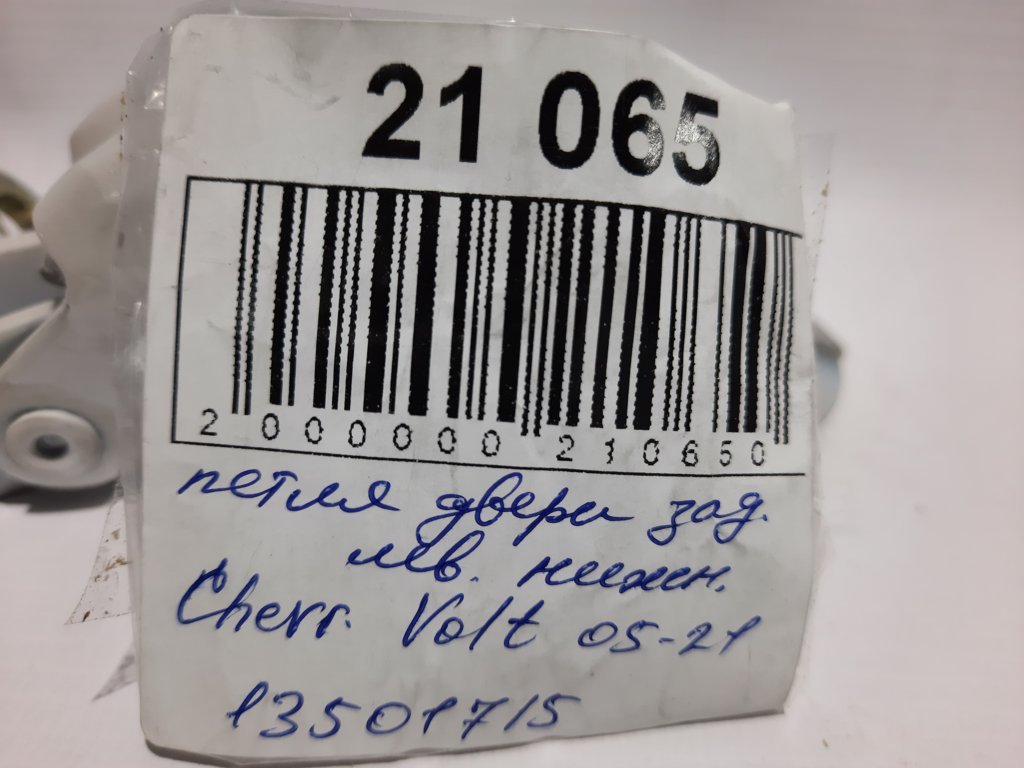 21 065
2 000000 210650
петля двери зад.
лев. нижн.
Chevr. Volt 05-21
13501715